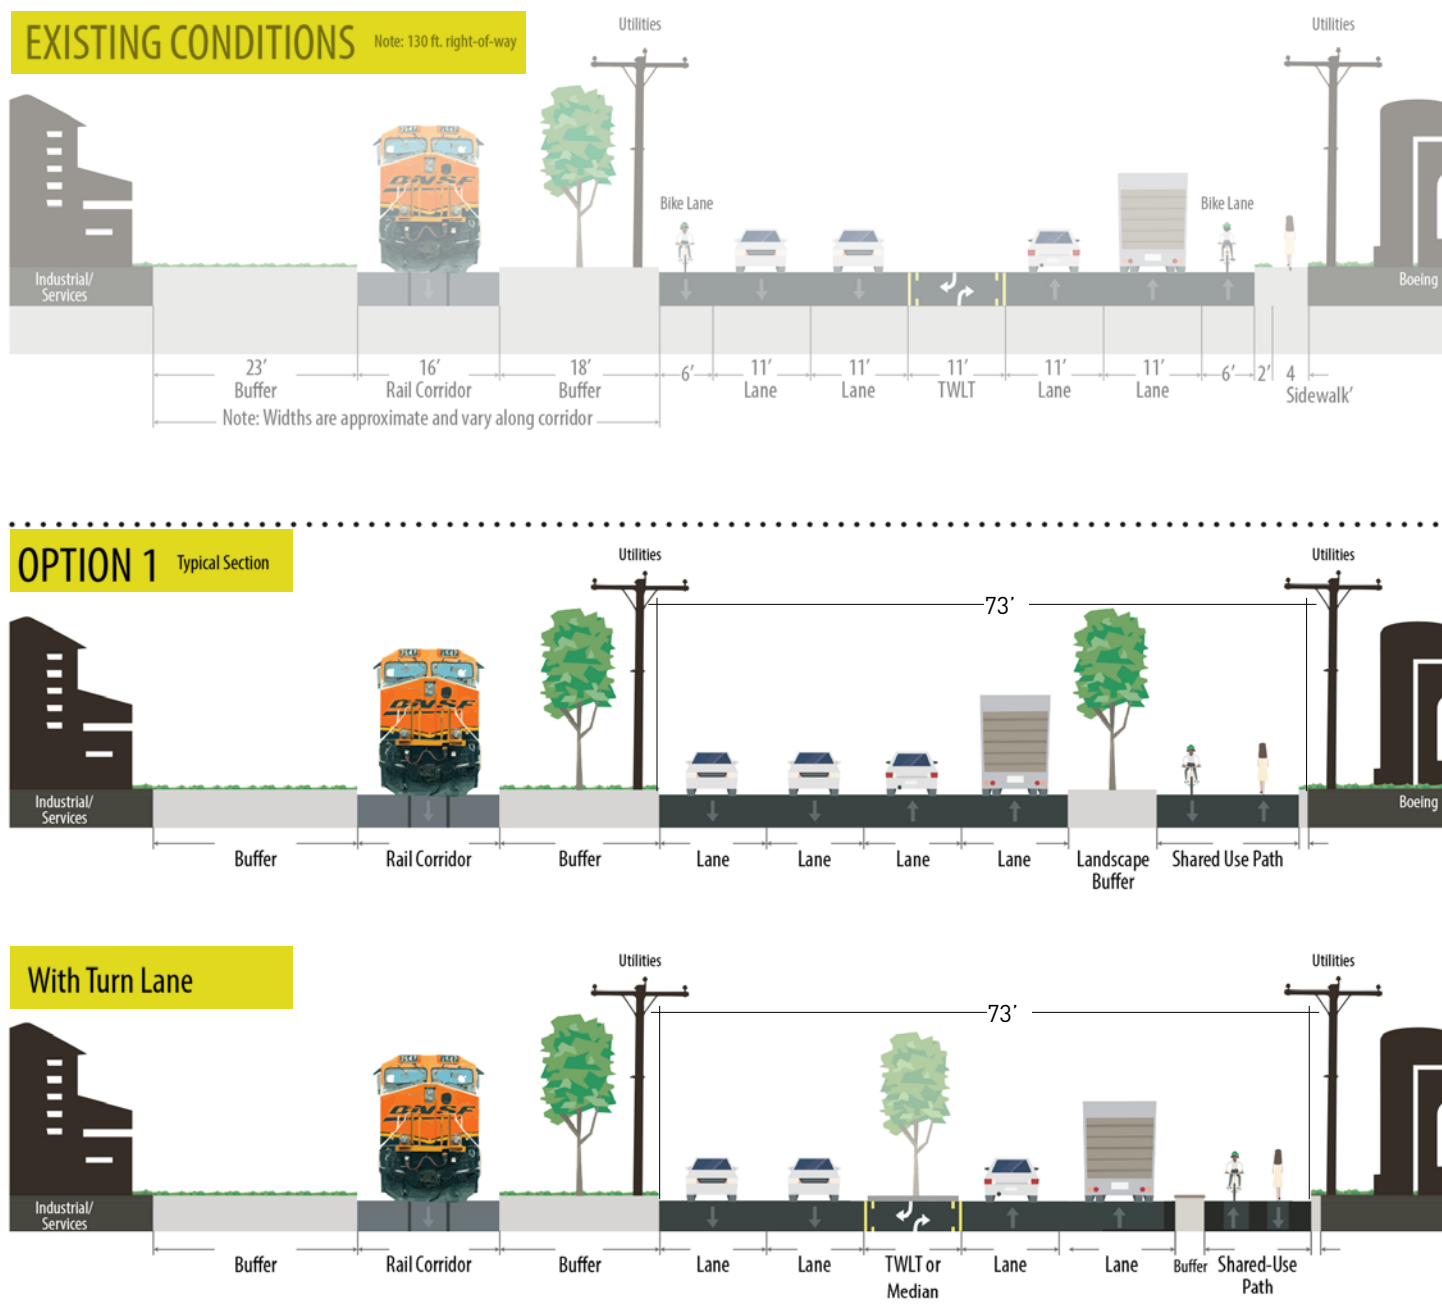 Utilities
Utilities
EXISTING CONDITIONS Note: 130 ft. right-of-way
BNSF
Bike Lane
Bike Lane
Industrial/
Services
Boeing
23’ 16’ 18’ 6’ 11’ 11’ 11’ 11’ 11’ 6’ 2’ 4
Buffer Rail Corridor Buffer Lane Lane TWLT Lane Lane Sidewalk’
Note: Widths are approximate and vary along corridor
OPTION 1 Typical Section
Utilities
Utilities
73’
BNSF
Industrial/
Services
Boeing
Buffer Rail Corridor Buffer Lane Lane Lane Lane Landscape Shared Use Path
Buffer
With Turn Lane
Utilities
Utilities
73’
BNSF
Industrial/
Services
Buffer Rail Corridor Buffer Lane Lane TWLT or Lane Lane Buffer Shared-Use
Median Path